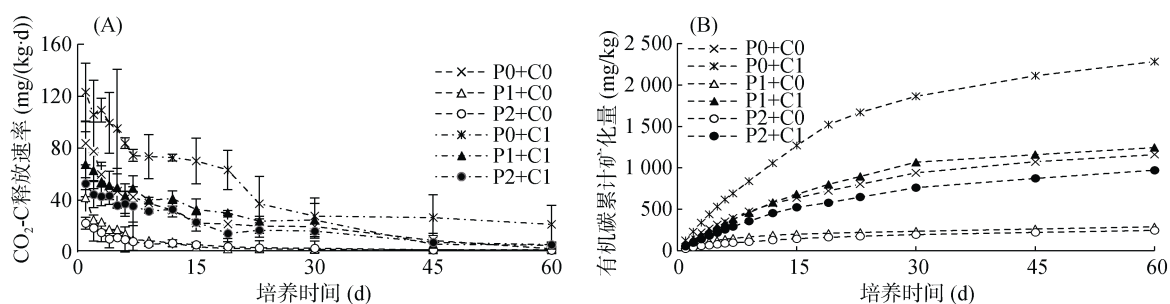 (A)
CO₂-C释放速率 (mg/(kg·d))
160
120
80
40
0
P0+C0
P1+C0
P2+C0
P0+C1
P1+C1
P2+C1
0 15 30 45 60
培养时间 (d)
(B)
有机碳累计矿化量 (mg/kg)
2 500
2 000
1 500
1 000
500
0
P0+C0
P0+C1
P1+C0
P1+C1
P2+C0
P2+C1
0 15 30 45 60
培养时间 (d)